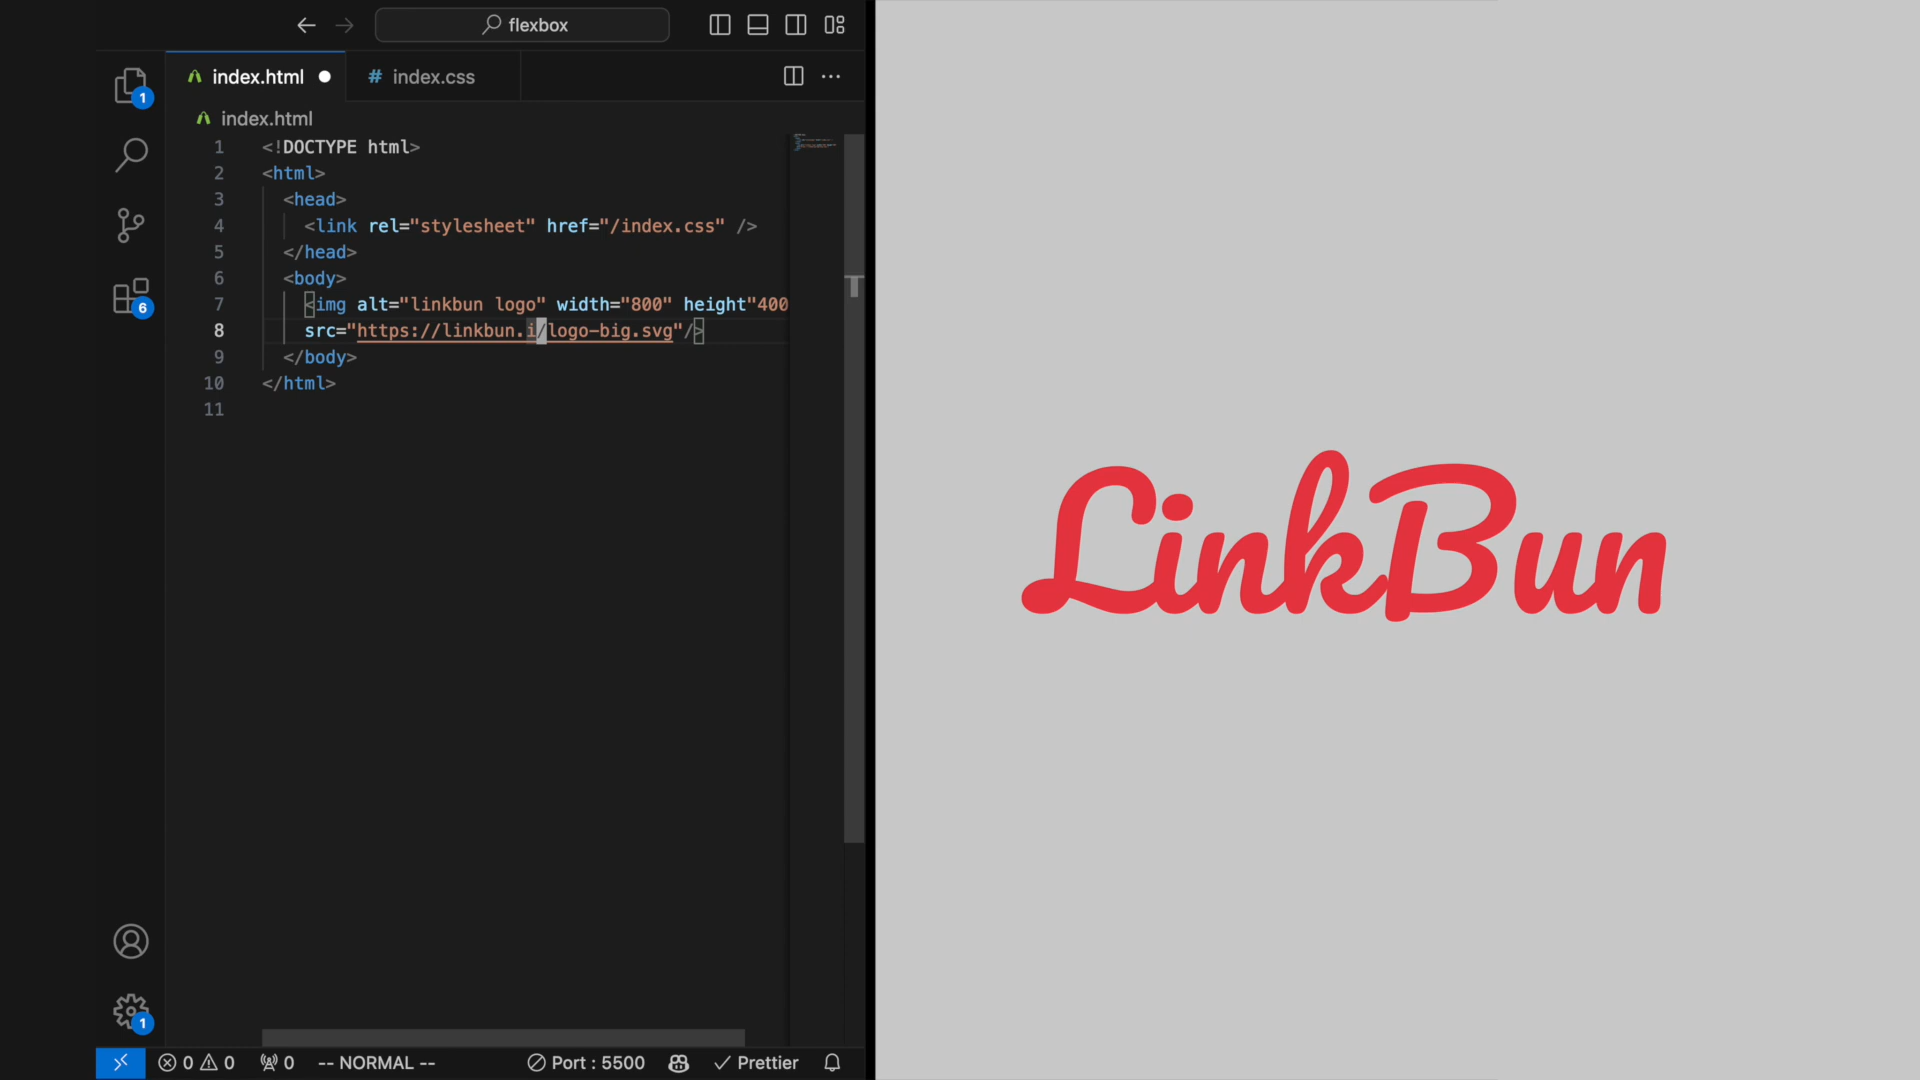 flexbox
index.html
# index.css
index.html
1 <!DOCTYPE html>
2 <html>
3 <head>
4 <link rel="stylesheet" href="/index.css" />
5 </head>
6 <body>
7 <img alt="linkbun logo" width="800" height"400
8 src="https://linkbun.i/logo-big.svg"/>
9 </body>
10 </html>
11
1
6
1
0 0 0 -- NORMAL -- Port : 5500 Prettier
LinkBun